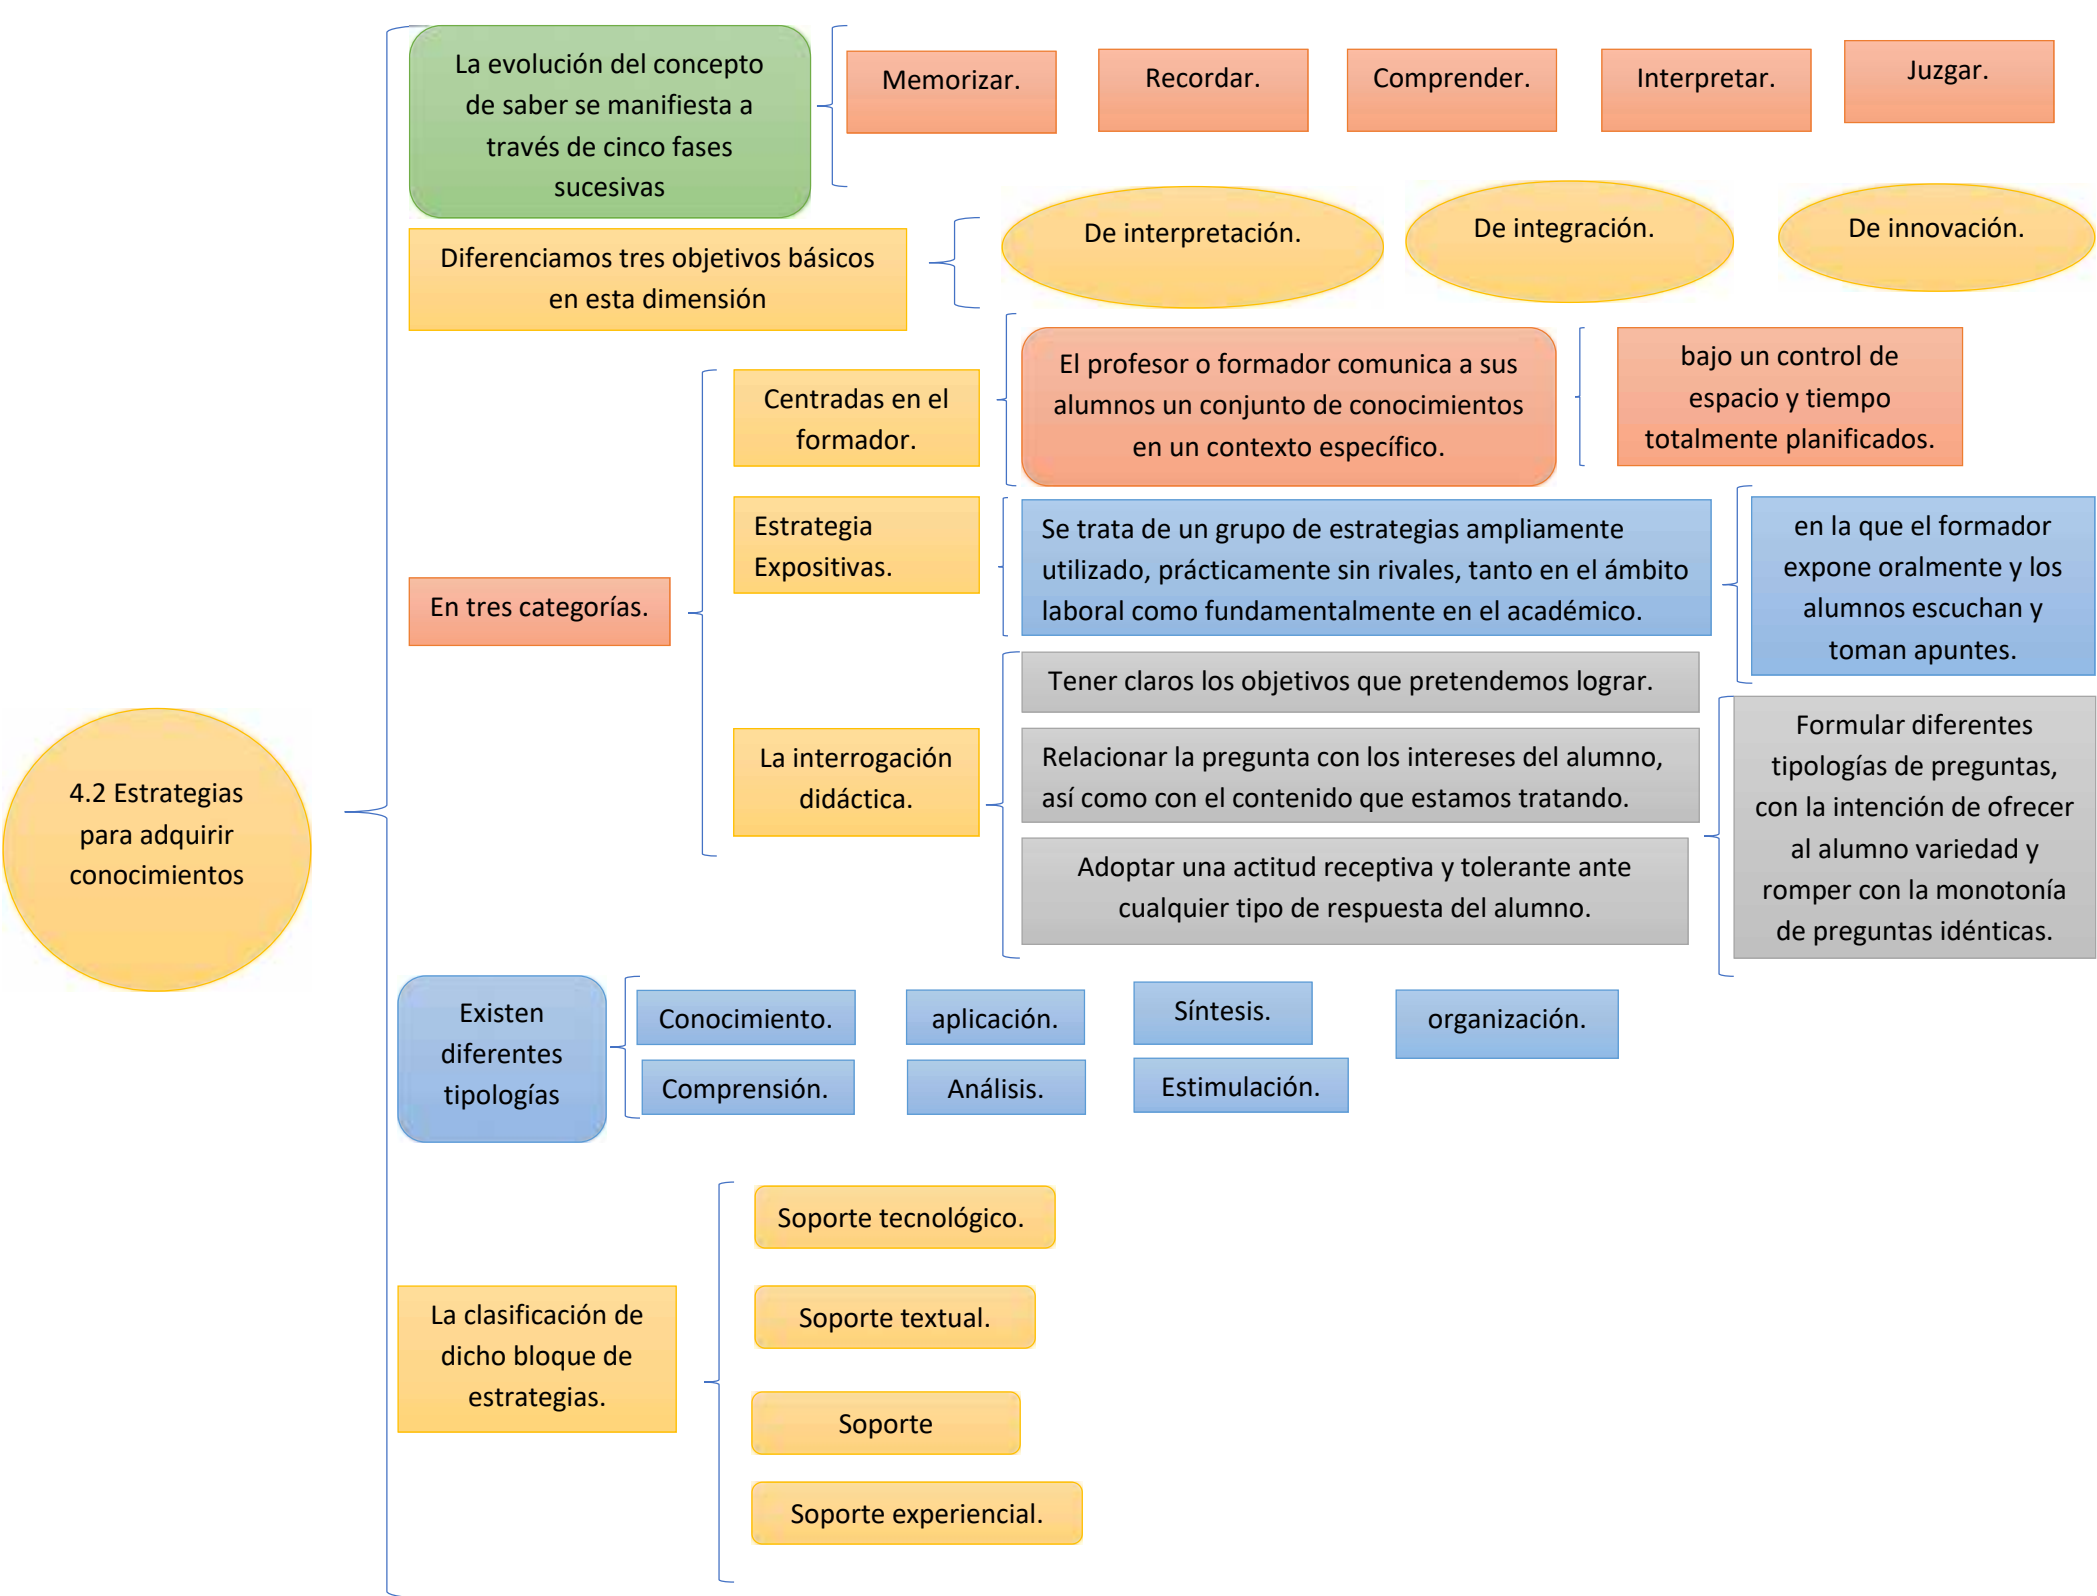 La evolución del concepto
de saber se manifiesta a
través de cinco fases
sucesivas
Memorizar.
Recordar.
Comprender.
Interpretar.
Juzgar.
Diferenciamos tres objetivos básicos
en esta dimensión
De interpretación.
De integración.
De innovación.
En tres categorías.
Centradas en el
formador.
El profesor o formador comunica a sus
alumnos un conjunto de conocimientos
en un contexto específico.
bajo un control de
espacio y tiempo
totalmente planificados.
Estrategia
Expositivas.
Se trata de un grupo de estrategias ampliamente
utilizado, prácticamente sin rivales, tanto en el ámbito
laboral como fundamentalmente en el académico.
en la que el formador
expone oralmente y los
alumnos escuchan y
toman apuntes.
La interrogación
didáctica.
Tener claros los objetivos que pretendemos lograr.
Relacionar la pregunta con los intereses del alumno,
así como con el contenido que estamos tratando.
Adoptar una actitud receptiva y tolerante ante
cualquier tipo de respuesta del alumno.
Formular diferentes
tipologías de preguntas,
con la intención de ofrecer
al alumno variedad y
romper con la monotonía
de preguntas idénticas.
4.2 Estrategias
para adquirir
conocimientos
Existen
diferentes
tipologías
Conocimiento.
aplicación.
Síntesis.
organización.
Comprensión.
Análisis.
Estimulación.
La clasificación de
dicho bloque de
estrategias.
Soporte tecnológico.
Soporte textual.
Soporte
Soporte experiencial.